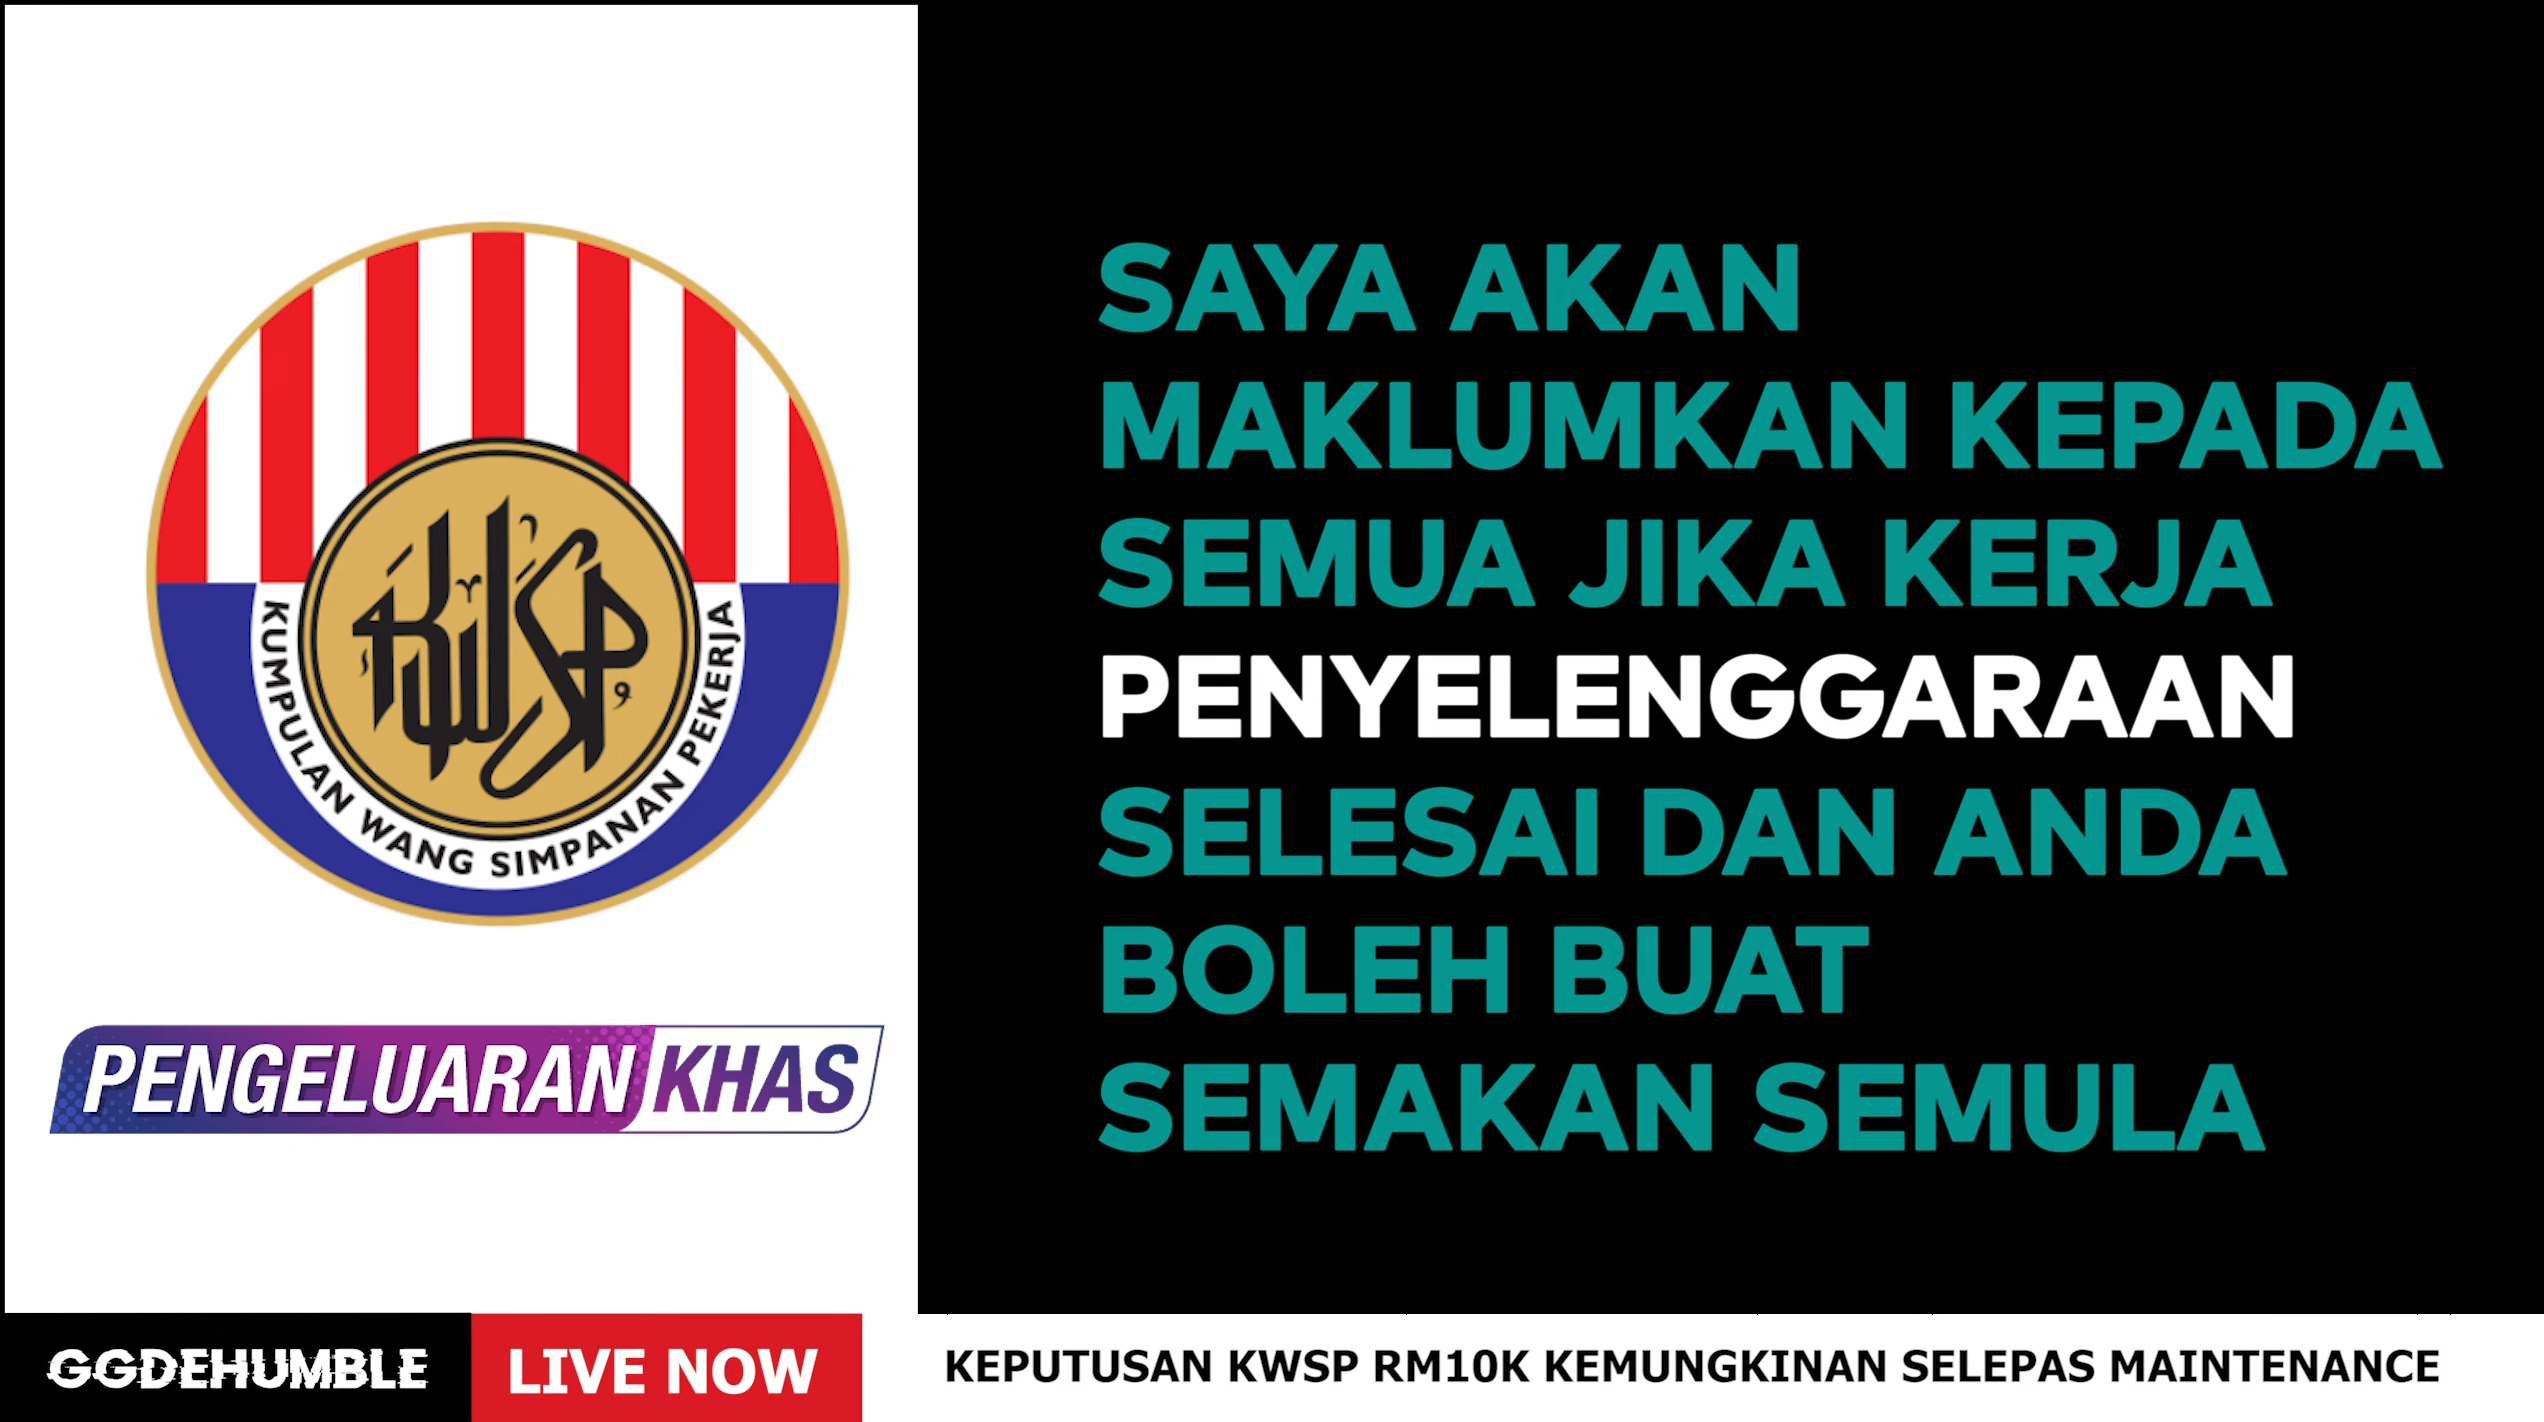 KWSP
KUMPULAN WANG SIMPANAN PEKERJA
PENGELUARAN KHAS
SAYA AKAN
MAKLUMKAN KEPADA
SEMUA JIKA KERJA
PENYELENGGARAAN
SELESAI DAN ANDA
BOLEH BUAT
SEMAKAN SEMULA
GGDEHUMBLE
LIVE NOW
KEPUTUSAN KWSP RM10K KEMUNGKINAN SELEPAS MAINTENANCE